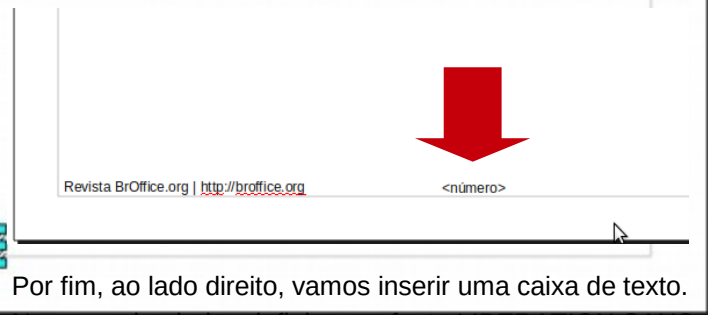 Revista BrOffice.org | http://broffice.org <número>
Por fim, ao lado direito, vamos inserir uma caixa de texto.